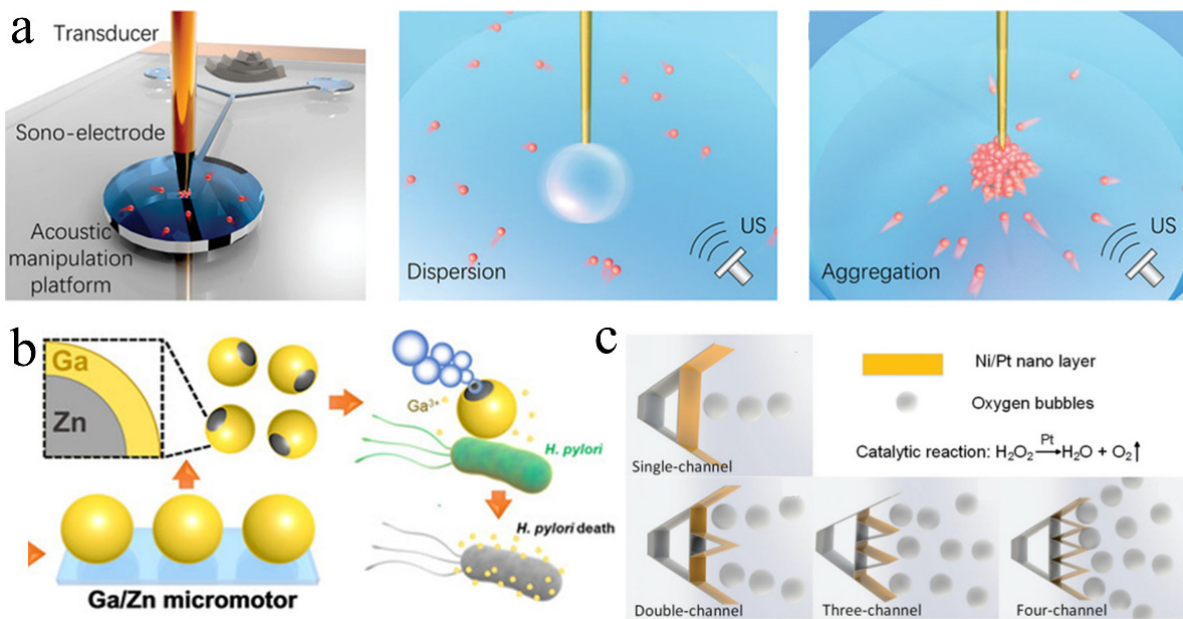 a
Transducer
Sono-electrode
Acoustic
manipulation
platform
Dispersion
US
Aggregation
US
b
Ga
Zn
Ga/Zn micromotor
Ga³⁺
H. pylori
H. pylori death
c
Single-channel
Ni/Pt nano layer
Oxygen bubbles
Catalytic reaction: H₂O₂ Pt→ H₂O + O₂↑
Double-channel
Three-channel
Four-channel